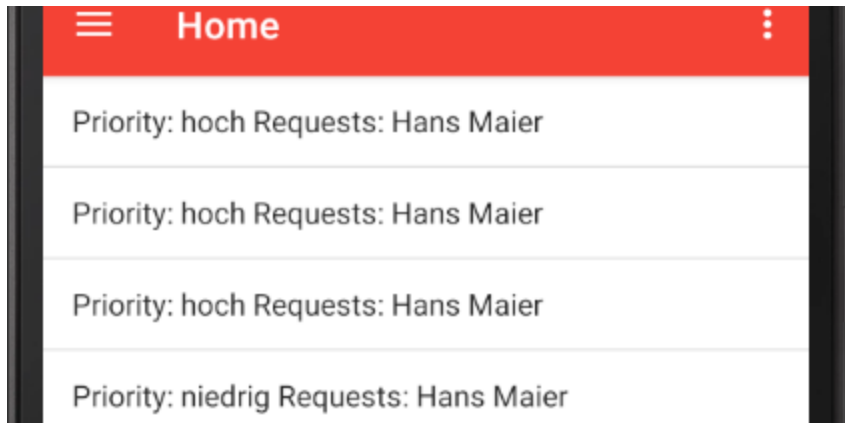 Home
Priority: hoch Requests: Hans Maier
Priority: hoch Requests: Hans Maier
Priority: hoch Requests: Hans Maier
Priority: niedrig Requests: Hans Maier